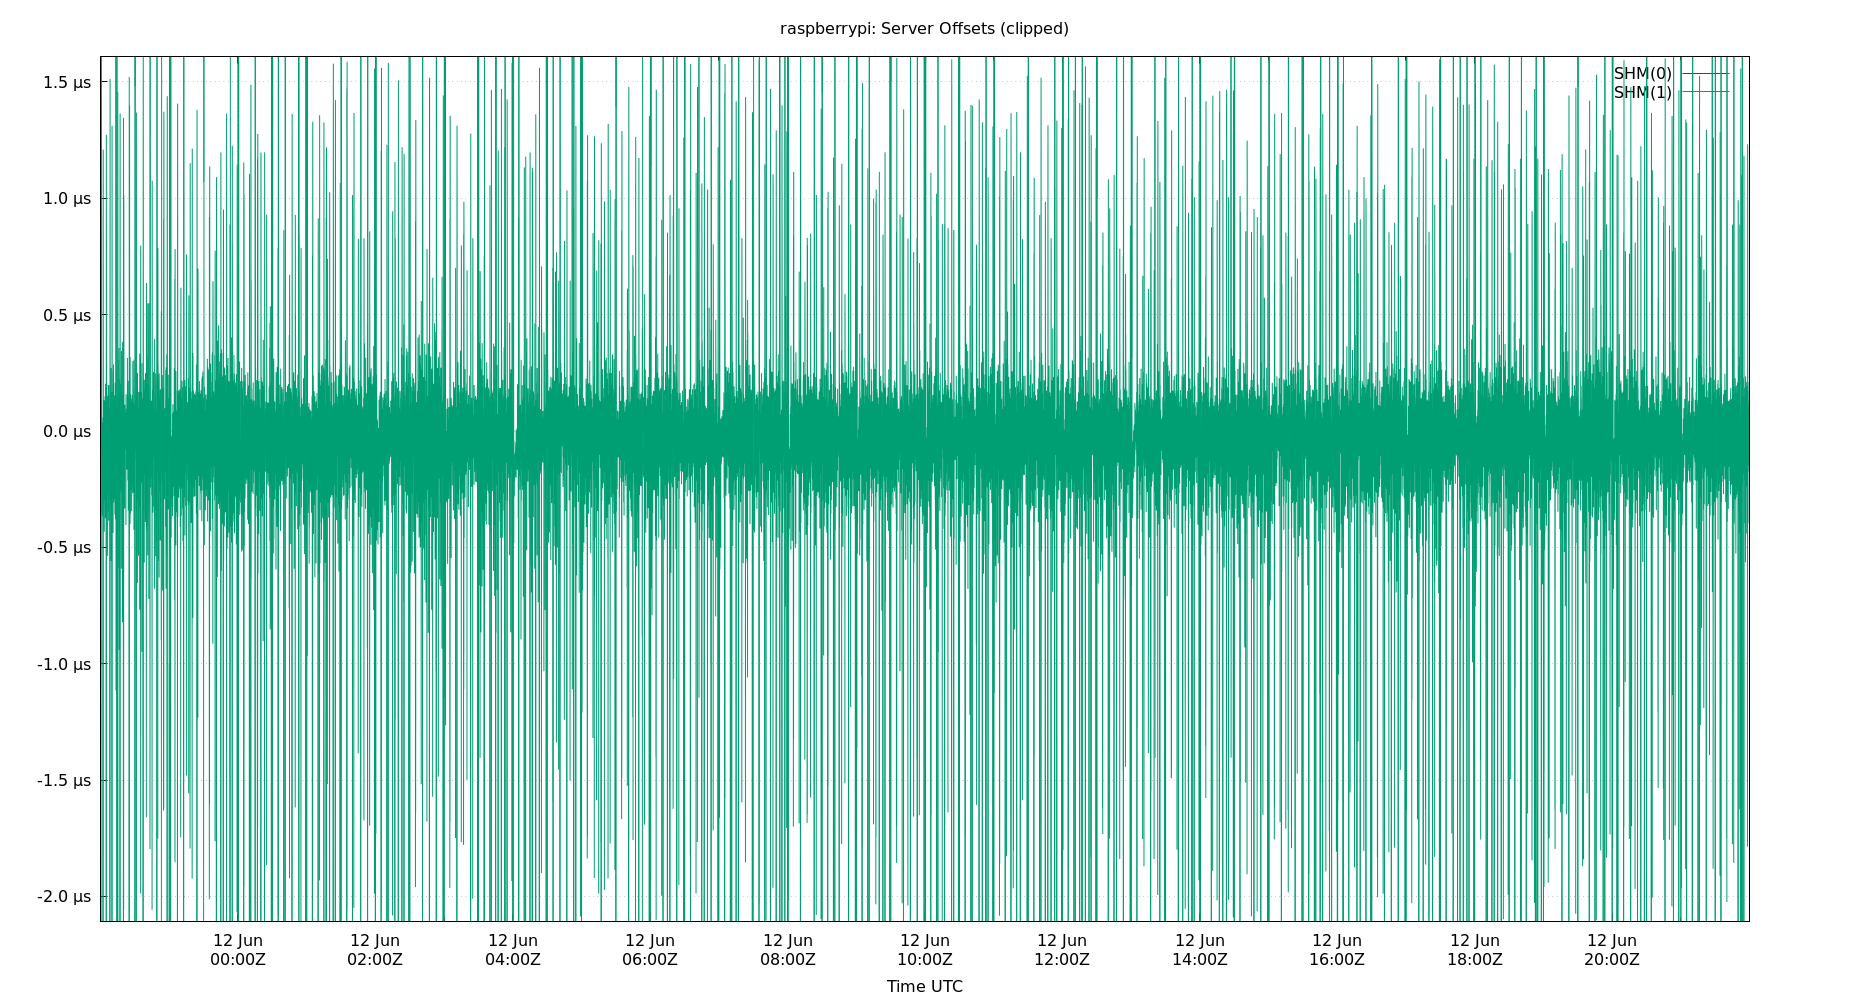 raspberrypi: Server Offsets (clipped)
SHM(0)
SHM(1)
1.5 µs
1.0 µs
0.5 µs
0.0 µs
-0.5 µs
-1.0 µs
-1.5 µs
-2.0 µs
12 Jun 12 Jun 12 Jun 12 Jun 12 Jun 12 Jun 12 Jun 12 Jun 12 Jun 12 Jun 12 Jun
00:00Z 02:00Z 04:00Z 06:00Z 08:00Z 10:00Z 12:00Z 14:00Z 16:00Z 18:00Z 20:00Z
Time UTC